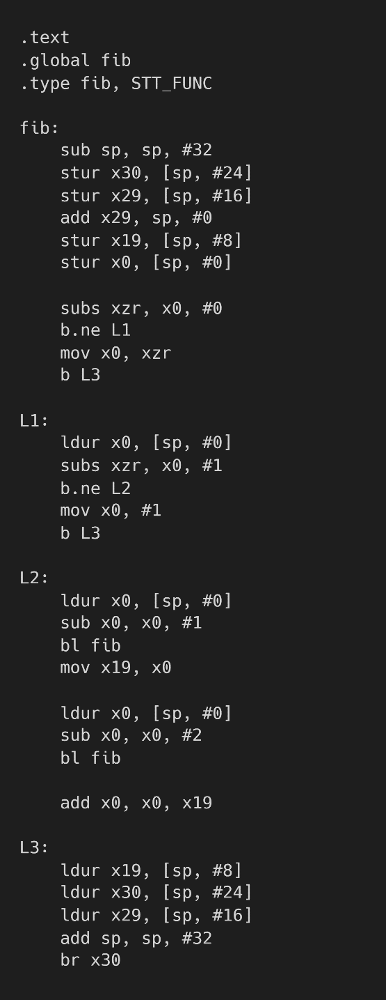 .text
.global fib
.type fib, STT_FUNC

fib:
    sub sp, sp, #32
    stur x30, [sp, #24]
    stur x29, [sp, #16]
    add x29, sp, #0
    stur x19, [sp, #8]
    stur x0, [sp, #0]

    subs xzr, x0, #0
    b.ne L1
    mov x0, xzr
    b L3

L1:
    ldur x0, [sp, #0]
    subs xzr, x0, #1
    b.ne L2
    mov x0, #1
    b L3

L2:
    ldur x0, [sp, #0]
    sub x0, x0, #1
    bl fib
    mov x19, x0

    ldur x0, [sp, #0]
    sub x0, x0, #2
    bl fib

    add x0, x0, x19

L3:
    ldur x19, [sp, #8]
    ldur x30, [sp, #24]
    ldur x29, [sp, #16]
    add sp, sp, #32
    br x30